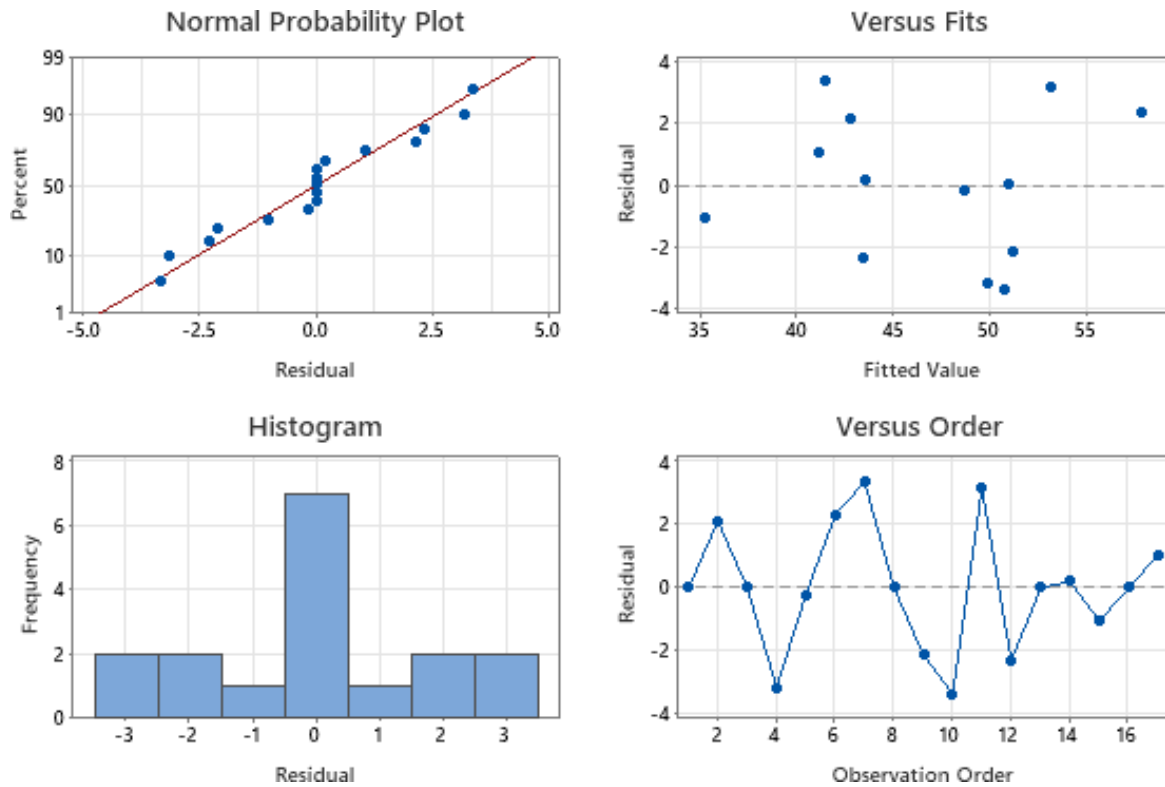 Normal Probability Plot
99
90
50
10
1
Percent
-5.0 -2.5 0.0 2.5 5.0
Residual
Versus Fits
4
2
0
-2
-4
Residual
35 40 45 50 55
Fitted Value
Histogram
8
6
4
2
0
Frequency
-3 -2 -1 0 1 2 3
Residual
Versus Order
4
2
0
-2
-4
Residual
2 4 6 8 10 12 14 16
Observation Order